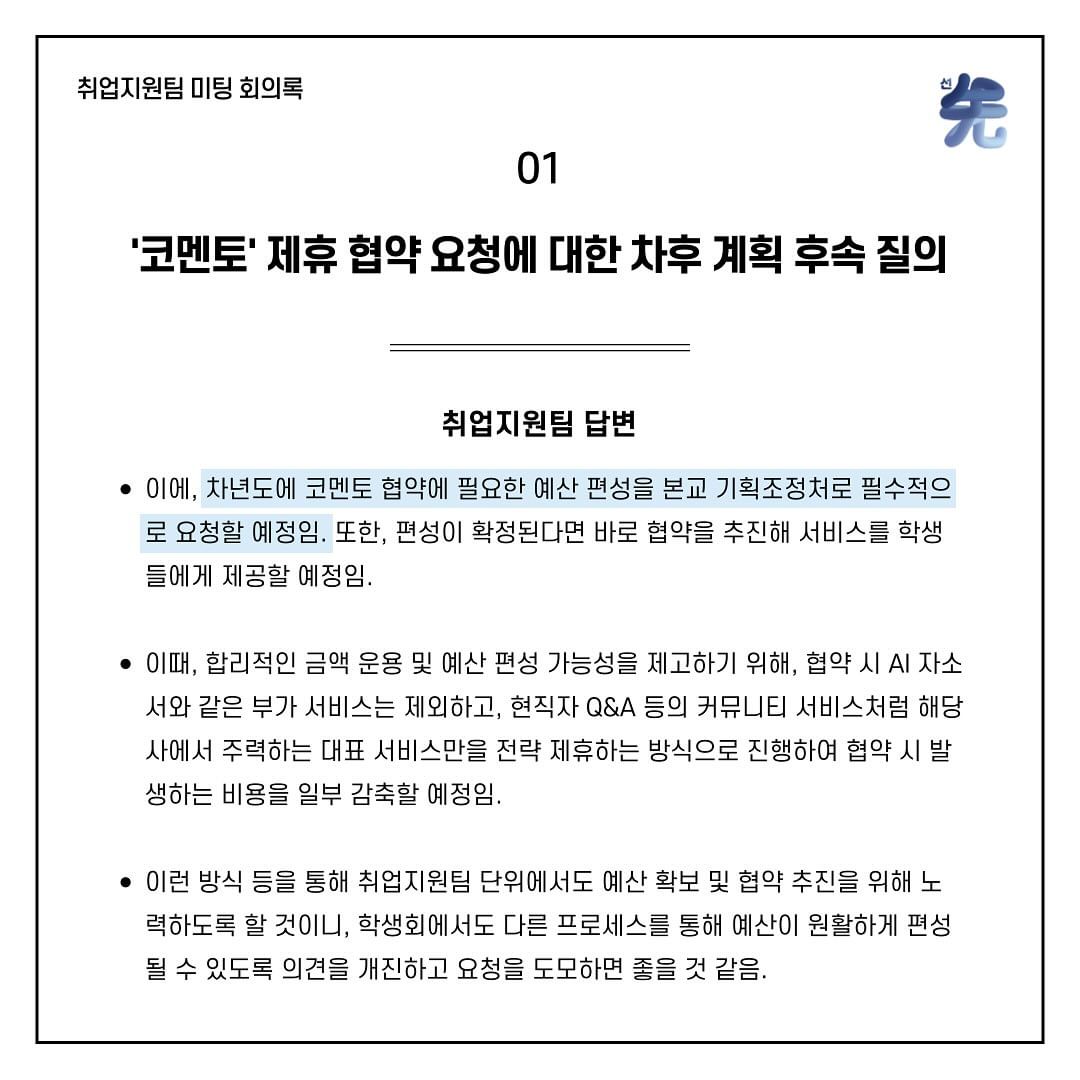 취업지원팀 미팅 회의록
선 先
01
'코멘토' 제휴 협약 요청에 대한 차후 계획 후속 질의
취업지원팀 답변
• 이에, 차년도에 코멘토 협약에 필요한 예산 편성을 본교 기획조정처로 필수적으
로 요청할 예정임. 또한, 편성이 확정된다면 바로 협약을 추진해 서비스를 학생
들에게 제공할 예정임.
• 이때, 합리적인 금액 운용 및 예산 편성 가능성을 제고하기 위해, 협약 시 AI 자소
서와 같은 부가 서비스는 제외하고, 현직자 Q&A 등의 커뮤니티 서비스처럼 해당
사에서 주력하는 대표 서비스만을 전략 제휴하는 방식으로 진행하여 협약 시 발
생하는 비용을 일부 감축할 예정임.
• 이런 방식 등을 통해 취업지원팀 단위에서도 예산 확보 및 협약 추진을 위해 노
력하도록 할 것이니, 학생회에서도 다른 프로세스를 통해 예산이 원활하게 편성
될 수 있도록 의견을 개진하고 요청을 도모하면 좋을 것 같음.